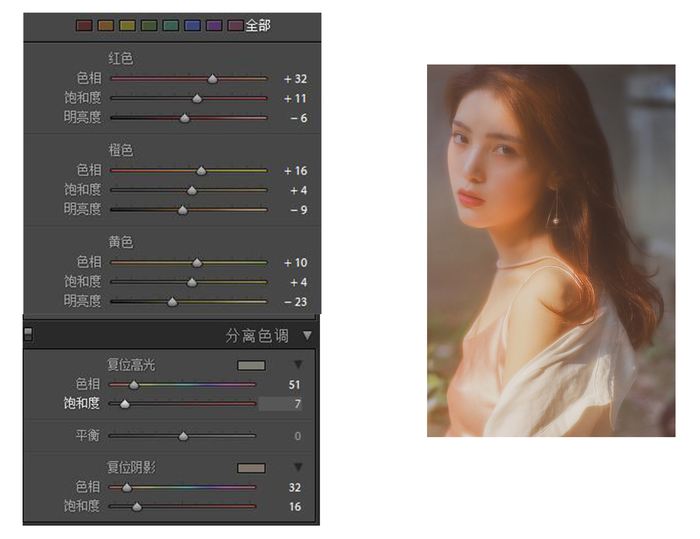 全部
红色
色相 +32
饱和度 +11
明亮度 -6
橙色
色相 +16
饱和度 +4
明亮度 -9
黄色
色相 +10
饱和度 +4
明亮度 -23
分离色调
复位高光
色相 51
饱和度 7
平衡 0
复位阴影
色相 32
饱和度 16